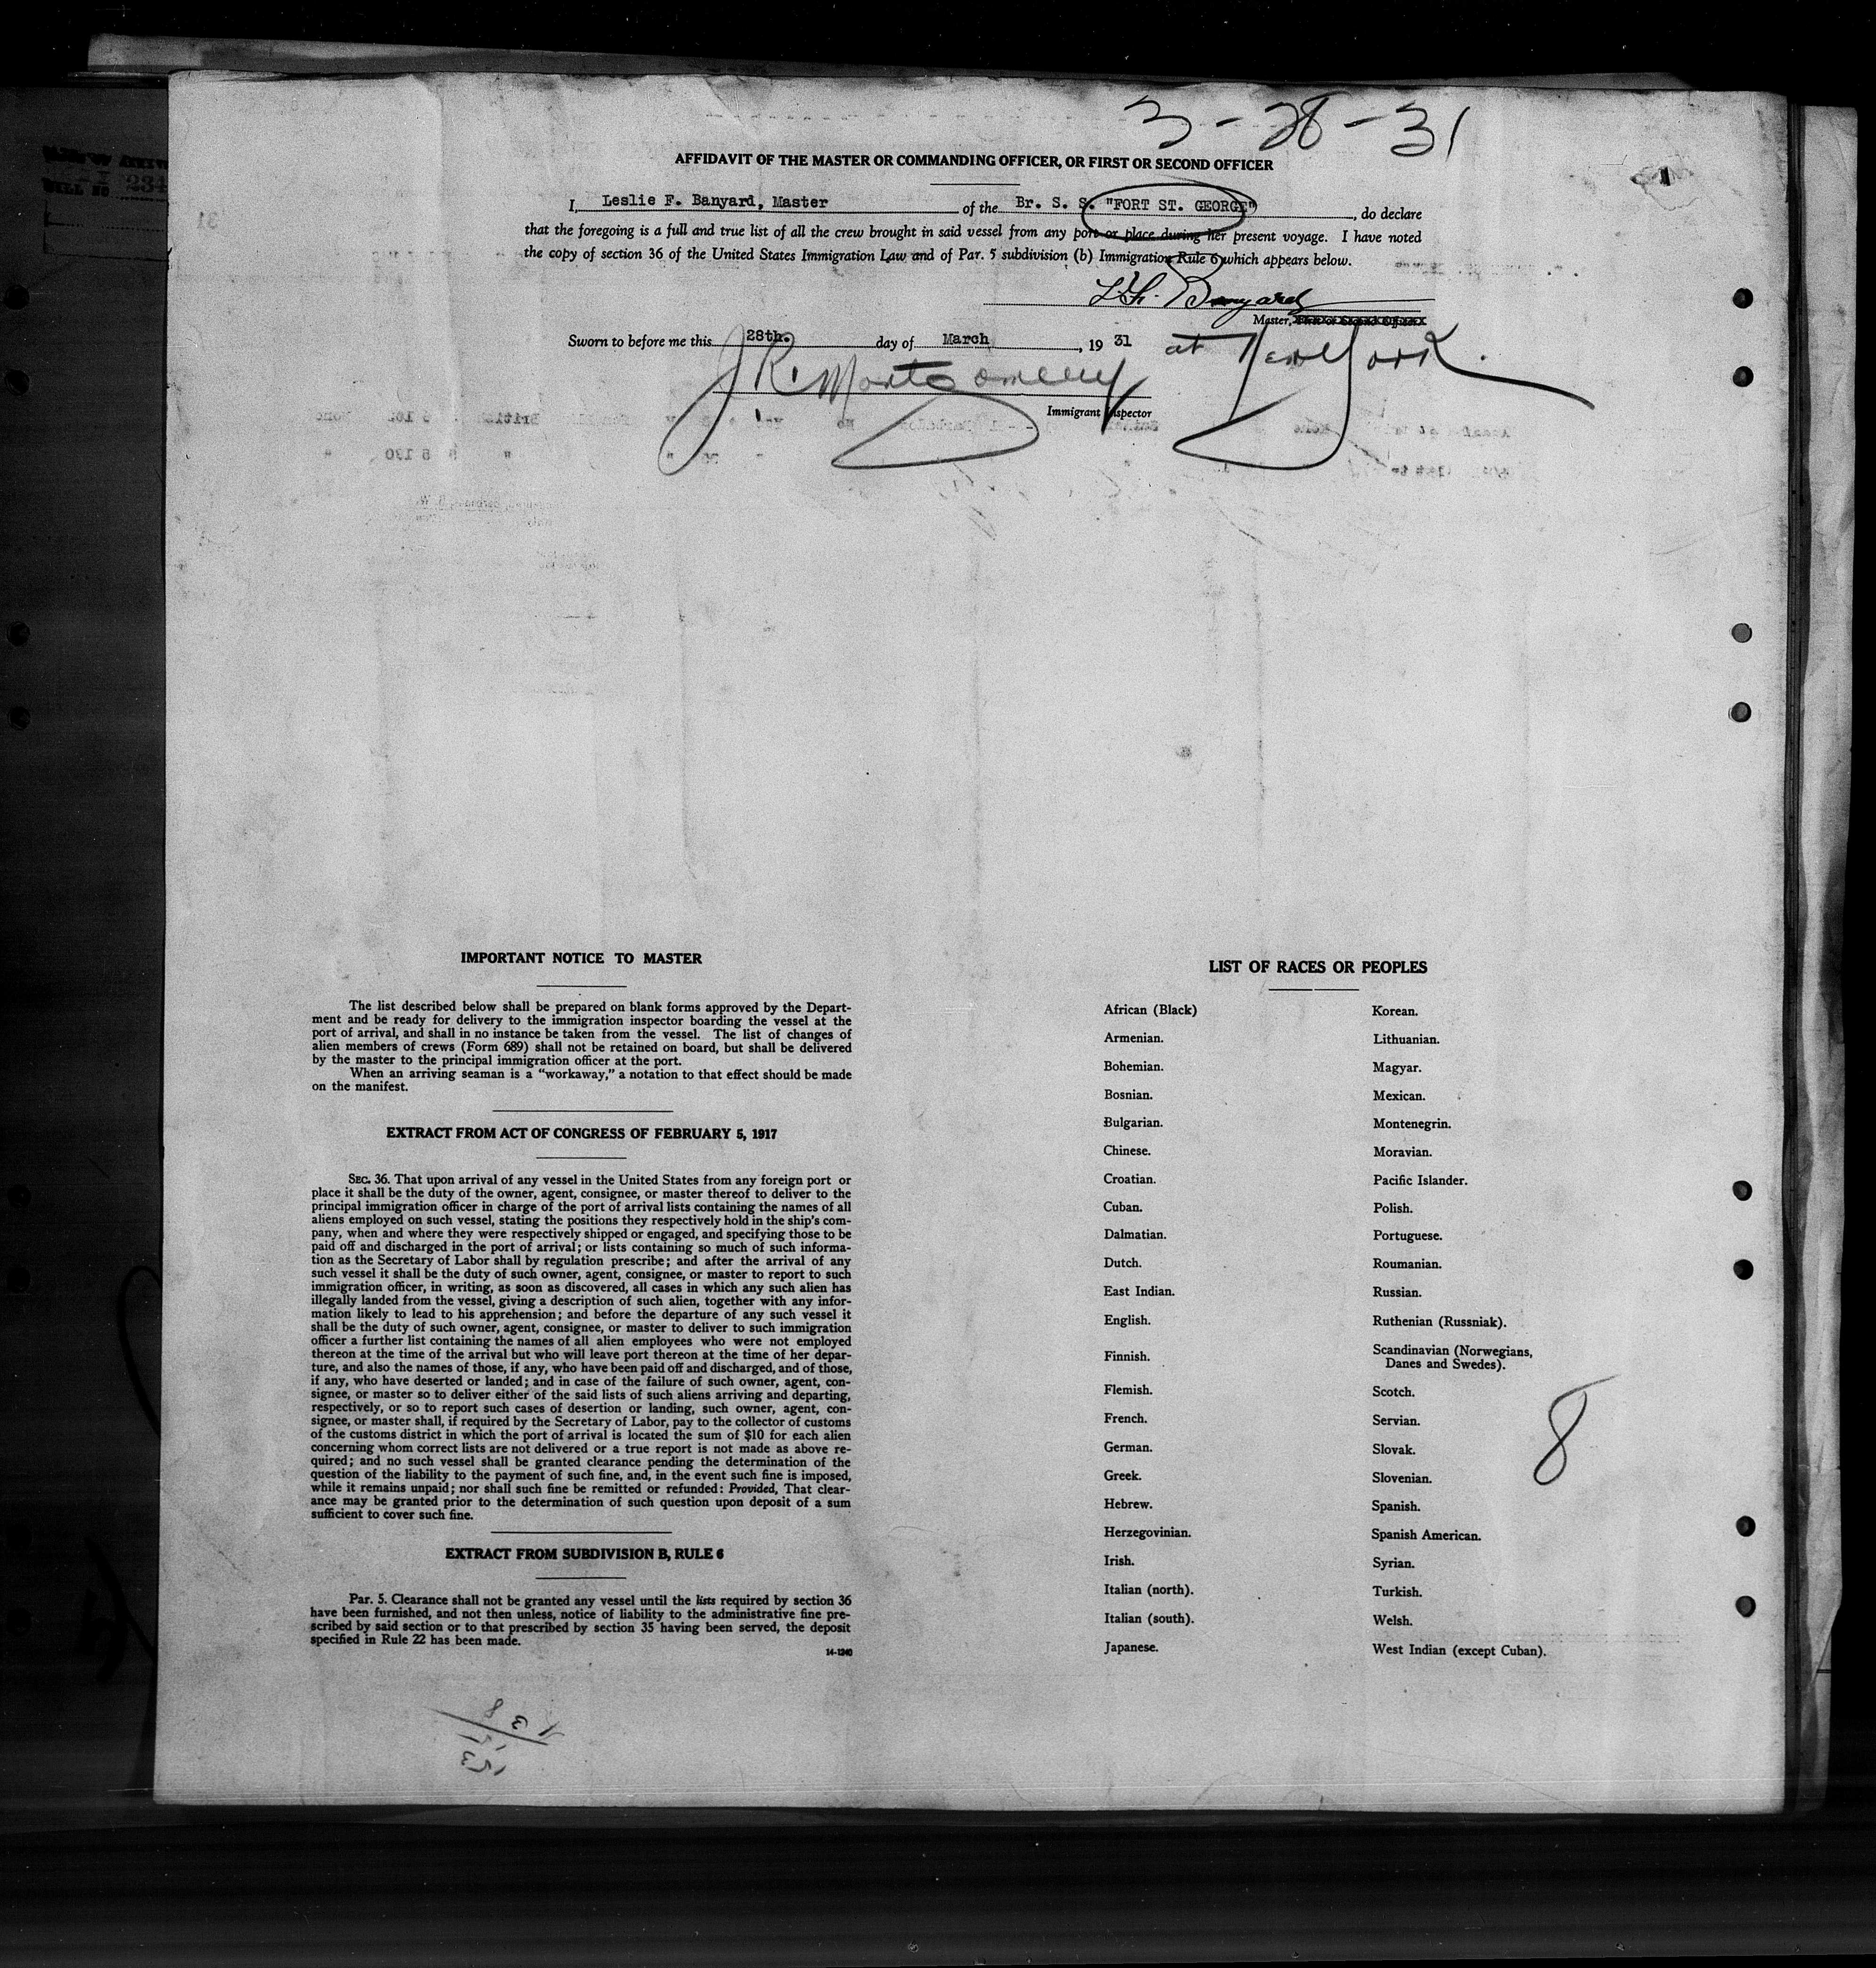 3-28-31
AFFIDAVIT OF THE MASTER OR COMMANDING OFFICER, OR FIRST OR SECOND OFFICER
1
I, Leslie F. Banyard, Master of the Br. S. S. "FORT ST. GEORGE", do declare
that the foregoing is a full and true list of all the crew brought in said vessel from any port or place during her present voyage. I have noted
the copy of section 36 of the United States Immigration Law and of Par. 5 subdivision (b) Immigration Rule 6 which appears below.
L.F. Banyard
Master, First or Second Officer
Sworn to before me this 28th. day of March, 19 31 at New York.
J R Montgomery
Immigrant Inspector
IMPORTANT NOTICE TO MASTER
The list described below shall be prepared on blank forms approved by the Depart-
ment and be ready for delivery to the immigration inspector boarding the vessel at the
port of arrival, and shall in no instance be taken from the vessel. The list of changes of
alien members of crews (Form 689) shall not be retained on board, but shall be delivered
by the master to the principal immigration officer at the port.
When an arriving seaman is a "workaway," a notation to that effect should be made
on the manifest.
EXTRACT FROM ACT OF CONGRESS OF FEBRUARY 5, 1917
SEC. 36. That upon arrival of any vessel in the United States from any foreign port or
place it shall be the duty of the owner, agent, consignee, or master thereof to deliver to the
principal immigration officer in charge of the port of arrival lists containing the names of all
aliens employed on such vessel, stating the positions they respectively hold in the ship's com-
pany, when and where they were respectively shipped or engaged, and specifying those to be
paid off and discharged in the port of arrival; or lists containing so much of such informa-
tion as the Secretary of Labor shall by regulation prescribe; and after the arrival of any
such vessel it shall be the duty of such owner, agent, consignee, or master to report to such
immigration officer, in writing, as soon as discovered, all cases in which any such alien has
illegally landed from the vessel, giving a description of such alien, together with any infor-
mation likely to lead to his apprehension; and before the departure of any such vessel it
shall be the duty of such owner, agent, consignee, or master to deliver to such immigration
officer a further list containing the names of all alien employees who were not employed
thereon at the time of the arrival but who will leave port thereon at the time of her depar-
ture, and also the names of those, if any, who have been paid off and discharged, and of those,
if any, who have deserted or landed; and in case of the failure of such owner, agent, con-
signee, or master so to deliver either of the said lists of such aliens arriving and departing,
respectively, or so to report such cases of desertion or landing, such owner, agent, con-
signee, or master shall, if required by the Secretary of Labor, pay to the collector of customs
of the customs district in which the port of arrival is located the sum of $10 for each alien
concerning whom correct lists are not delivered or a true report is not made as above re-
quired; and no such vessel shall be granted clearance pending the determination of the
question of the liability to the payment of such fine, and, in the event such fine is imposed,
while it remains unpaid; nor shall such fine be remitted or refunded: Provided, That clear-
ance may be granted prior to the determination of such question upon deposit of a sum
sufficient to cover such fine.
EXTRACT FROM SUBDIVISION B, RULE 6
Par. 5. Clearance shall not be granted any vessel until the lists required by section 36
have been furnished, and not then unless, notice of liability to the administrative fine pre-
scribed by said section or to that prescribed by section 35 having been served, the deposit
specified in Rule 22 has been made.
14-1240
LIST OF RACES OR PEOPLES
African (Black)
Armenian.
Bohemian.
Bosnian.
Bulgarian.
Chinese.
Croatian.
Cuban.
Dalmatian.
Dutch.
East Indian.
English.
Finnish.
Flemish.
French.
German.
Greek.
Hebrew.
Herzegovinian.
Irish.
Italian (north).
Italian (south).
Japanese.
Korean.
Lithuanian.
Magyar.
Mexican.
Montenegrin.
Moravian.
Pacific Islander.
Polish.
Portuguese.
Roumanian.
Russian.
Ruthenian (Russniak).
Scandinavian (Norwegians,
Danes and Swedes).
Scotch.
Servian.
Slovak.
Slovenian.
Spanish.
Spanish American.
Syrian.
Turkish.
Welsh.
West Indian (except Cuban).
8